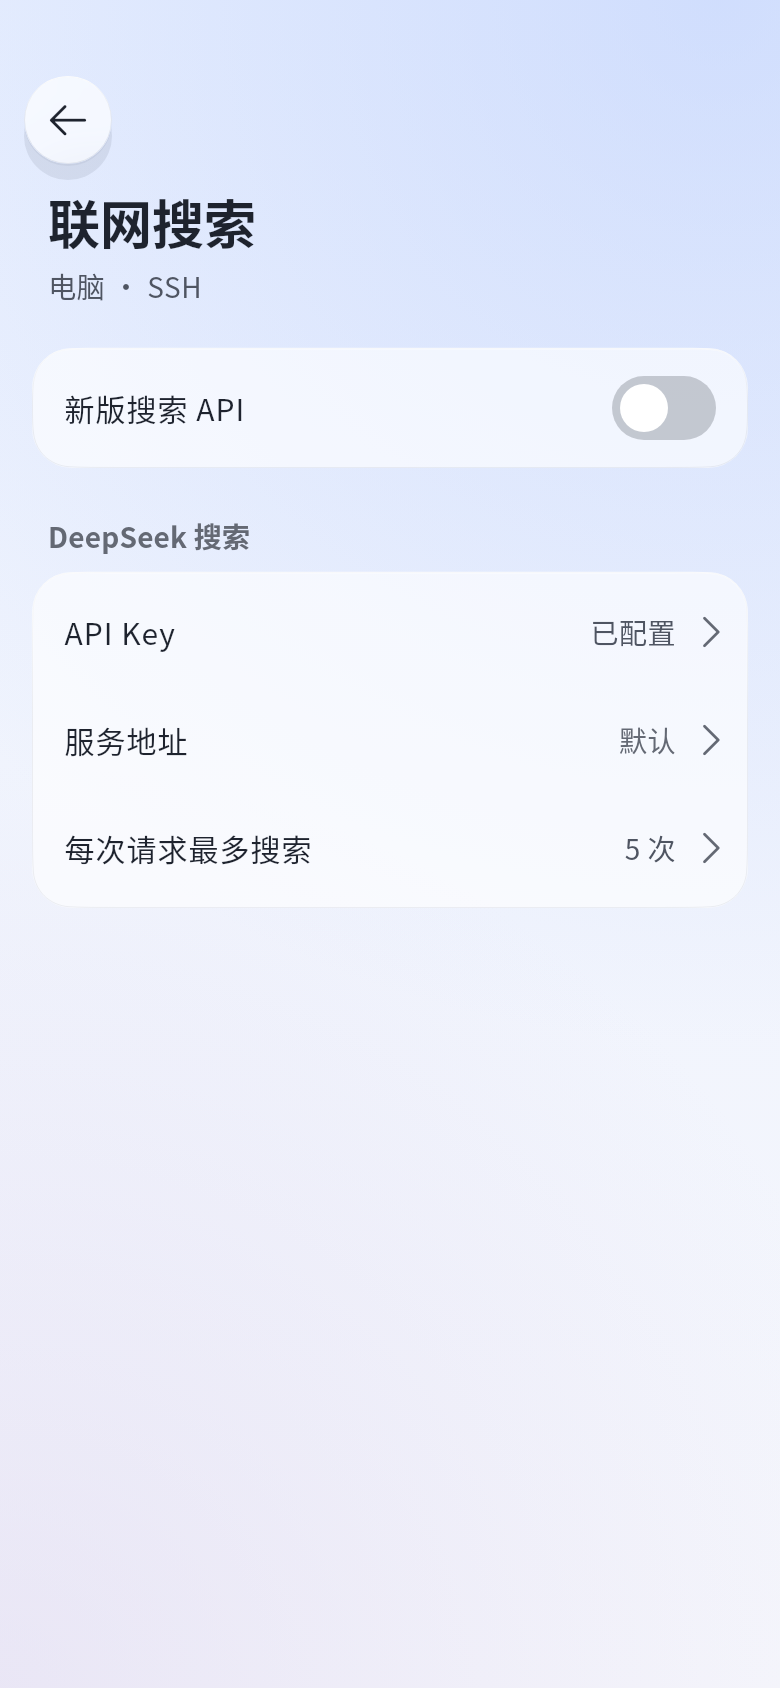 联网搜索
电脑 · SSH
新版搜索 API
DeepSeek 搜索
API Key 已配置
服务地址 默认
每次请求最多搜索 5 次